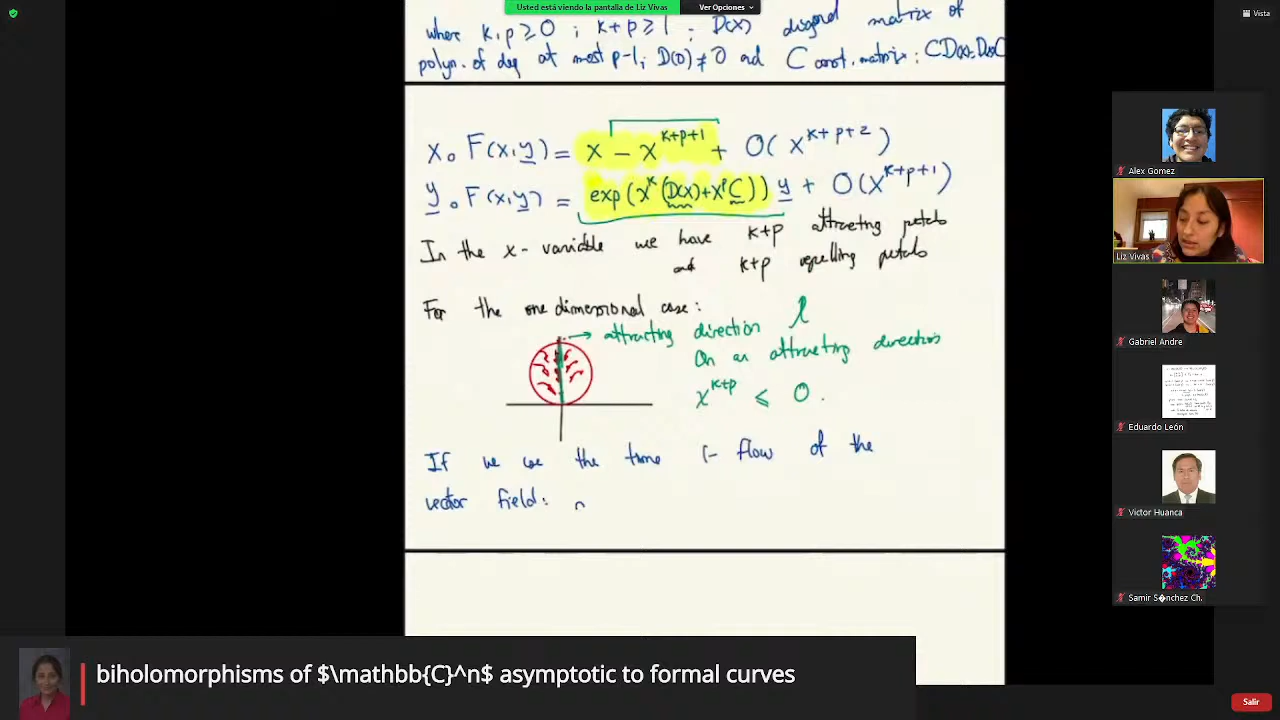 Usted está viendo la pantalla de Liz Vivas
Ver Opciones
Vista
where k, p ≥ 0 ; k+p ≥ 1 ; D(x) diagonal matrix of
polyn. of deg at most p-1; D(0) ≠ 0 and C const. matrix: CD(x)=D(x)C
x∘F(x,y) = x - x^{k+p+1} + O(x^{k+p+2})
y∘F(x,y) = exp(x^k(D(x)+x^p C)) y + O(x^{k+p+1})
In the x-variable we have k+p attracting petals
and k+p repelling petals
For the one dimensional case:
→ attracting direction l
On an attracting direction
x^{k+p} ≤ 0.
If we use the time 1- flow of the
vector field:
Alex Gomez
Liz Vivas
Gabriel Andre
Eduardo León
Victor Huanca
Samir S�nchez Ch.
biholomorphisms of $\mathbb{C}^n$ asymptotic to formal curves
Salir